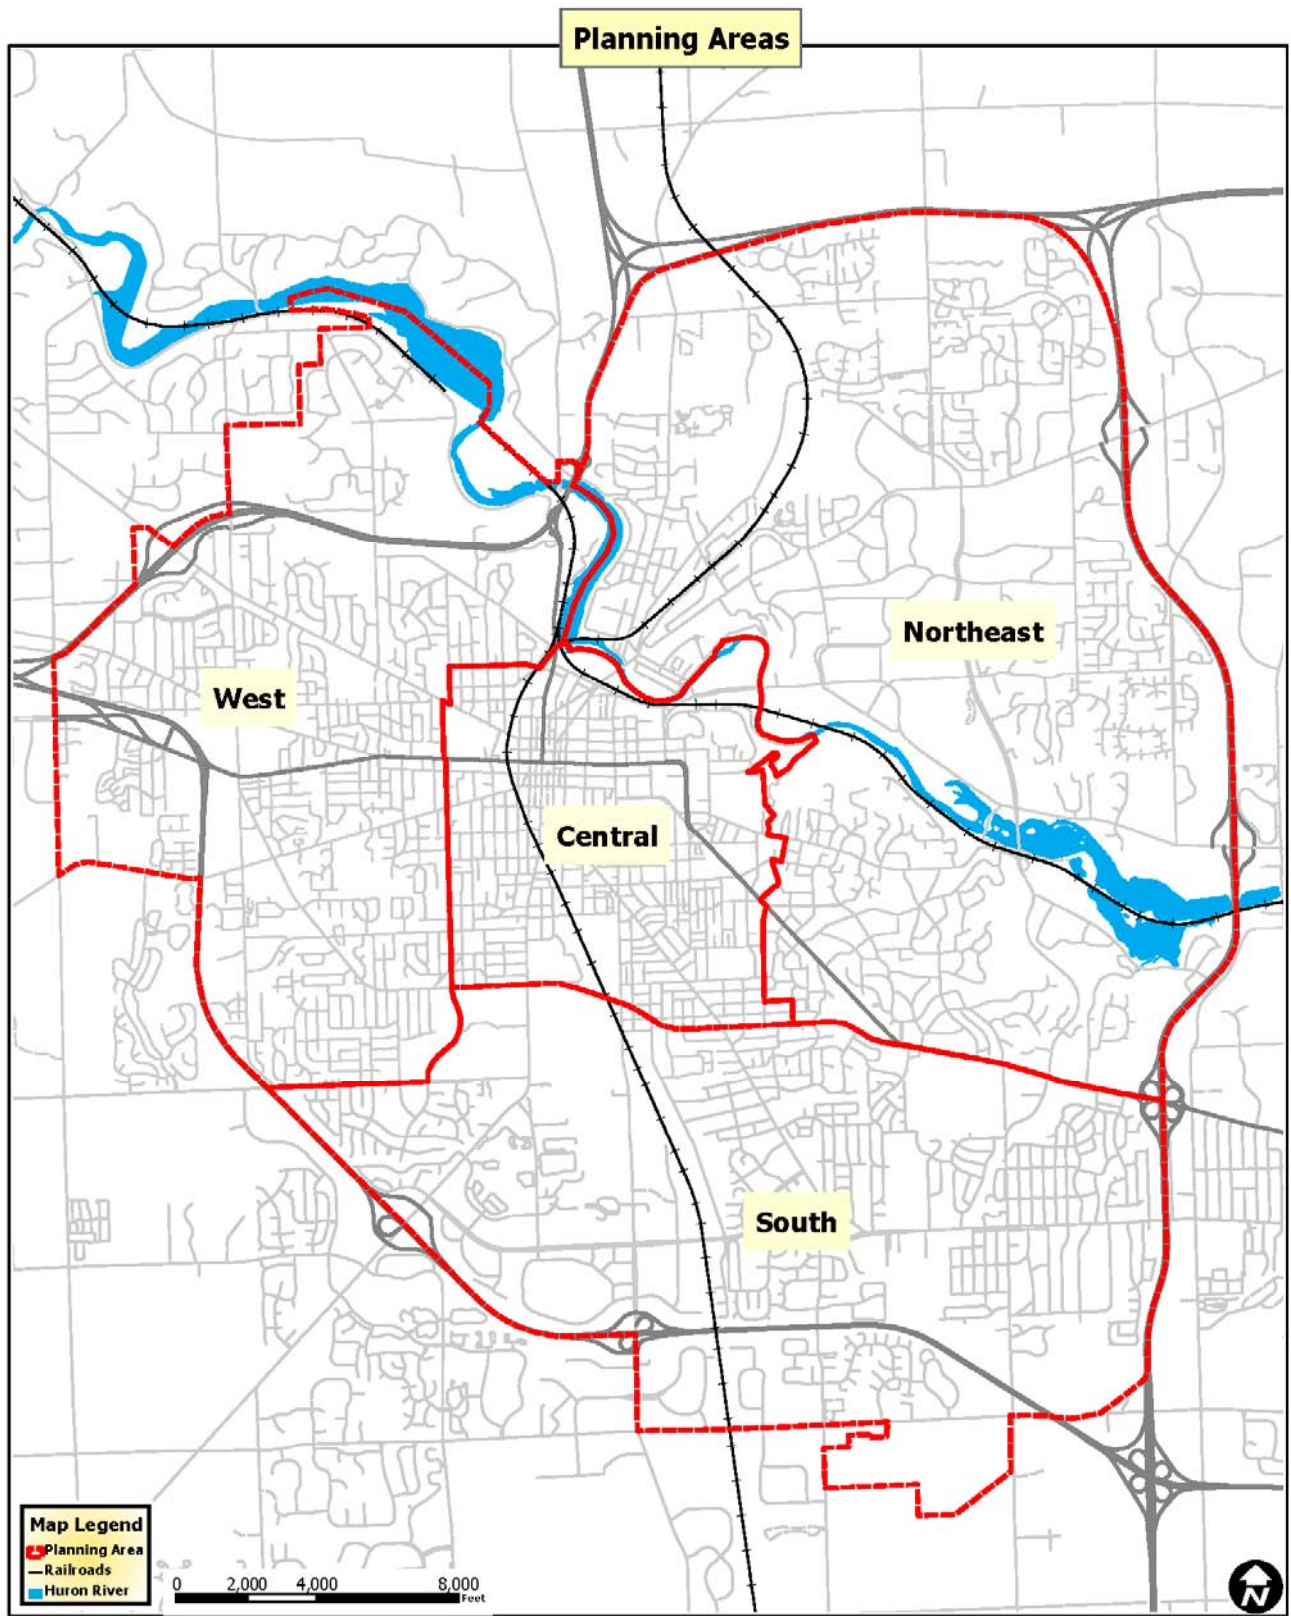 Planning Areas
Northeast
West
Central
South
Map Legend
Planning Area
Railroads
Huron River
0 2,000 4,000 8,000
Feet
N